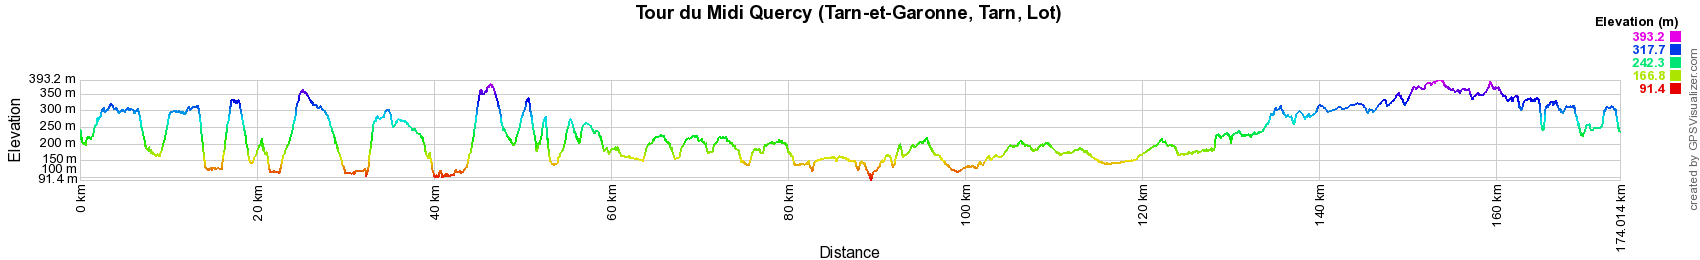 Tour du Midi Quercy (Tarn-et-Garonne, Tarn, Lot)
Elevation (m)
393.2
317.7
242.3
166.8
91.4
393.2 m
350 m
300 m
250 m
200 m
150 m
100 m
91.4 m
Elevation
0 km
20 km
40 km
60 km
80 km
100 km
120 km
140 km
160 km
174.014 km
Distance
created by GPSVisualizer.com